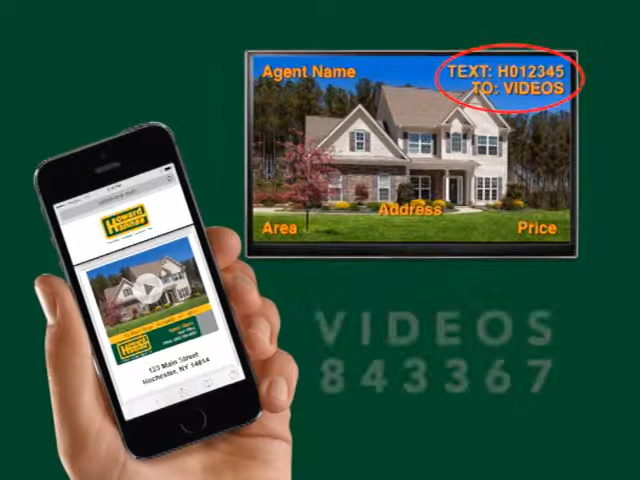 Agent Name
TEXT: H012345
TO: VIDEOS
Address
Area
Price
Howard
Hanna
123 Main Street
Rochester, NY 14614
VIDEOS
843367